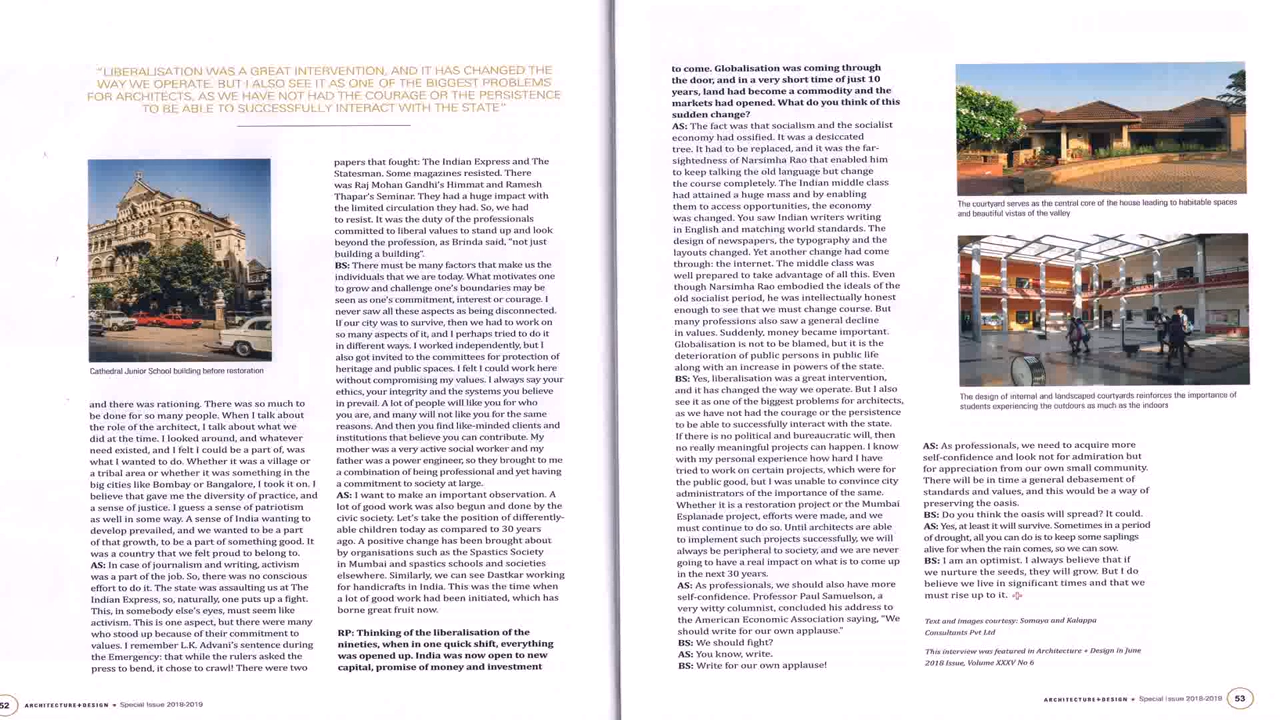 "LIBERALISATION WAS A GREAT INTERVENTION, AND IT HAS CHANGED THE
WAY WE OPERATE. BUT I ALSO SEE IT AS ONE OF THE BIGGEST PROBLEMS
FOR ARCHITECTS, AS WE HAVE NOT HAD THE COURAGE OR THE PERSISTENCE
TO BE ABLE TO SUCCESSFULLY INTERACT WITH THE STATE"
Cathedral Junior School building before restoration
and there was rationing. There was so much to
be done for so many people. When I talk about
the role of the architect, I talk about what we
did at the time. I looked around, and whatever
need existed, and I felt I could be a part of, was
what I wanted to do. Whether it was a village or
a tribal area or whether it was something in the
big cities like Bombay or Bangalore, I took it on. I
believe that gave me the diversity of practice, and
a sense of justice. I guess a sense of patriotism
as well in some way. A sense of India wanting to
develop prevailed, and we wanted to be a part
of that growth, to be a part of something good. It
was a country that we felt proud to belong to.
AS: In case of journalism and writing, activism
was a part of the job. So, there was no conscious
effort to do it. The state was assaulting us at The
Indian Express, so, naturally, one puts up a fight.
This, in somebody else's eyes, must seem like
activism. This is one aspect, but there were many
who stood up because of their commitment to
values. I remember L.K. Advani's sentence during
the Emergency: that while the rulers asked the
press to bend, it chose to crawl! There were two
papers that fought: The Indian Express and The
Statesman. Some magazines resisted. There
was Raj Mohan Gandhi's Himmat and Ramesh
Thapar's Seminar. They had a huge impact with
the limited circulation they had. So, we had
to resist. It was the duty of the professionals
committed to liberal values to stand up and look
beyond the profession, as Brinda said, "not just
building a building".
BS: There must be many factors that make us the
individuals that we are today. What motivates one
to grow and challenge one's boundaries may be
seen as one's commitment, interest or courage. I
never saw all these aspects as being disconnected.
If our city was to survive, then we had to work on
so many aspects of it, and I perhaps tried to do it
in different ways. I worked independently, but I
also got invited to the committees for protection of
heritage and public spaces. I felt I could work here
without compromising my values. I always say your
ethics, your integrity and the systems you believe
in prevail. A lot of people will like you for who
you are, and many will not like you for the same
reasons. And then you find like-minded clients and
institutions that believe you can contribute. My
mother was a very active social worker and my
father was a power engineer, so they brought to me
a combination of being professional and yet having
a commitment to society at large.
AS: I want to make an important observation. A
lot of good work was also begun and done by the
civic society. Let's take the position of differently-
able children today as compared to 30 years
ago. A positive change has been brought about
by organisations such as the Spastics Society
in Mumbai and spastics schools and societies
elsewhere. Similarly, we can see Dastkar working
for handicrafts in India. This was the time when
a lot of good work had been initiated, which has
borne great fruit now.
RP: Thinking of the liberalisation of the
nineties, when in one quick shift, everything
was opened up. India was now open to new
capital, promise of money and investment
52 ARCHITECTURE+DESIGN • Special Issue 2018-2019
to come. Globalisation was coming through
the door, and in a very short time of just 10
years, land had become a commodity and the
markets had opened. What do you think of this
sudden change?
AS: The fact was that socialism and the socialist
economy had ossified. It was a desiccated
tree. It had to be replaced, and it was the far-
sightedness of Narsimha Rao that enabled him
to keep talking the old language but change
the course completely. The Indian middle class
had attained a huge mass and by enabling
them to access opportunities, the economy
was changed. You saw Indian writers writing
in English and matching world standards. The
design of newspapers, the typography and the
layouts changed. Yet another change had come
through: the internet. The middle class was
well prepared to take advantage of all this. Even
though Narsimha Rao embodied the ideals of the
old socialist period, he was intellectually honest
enough to see that we must change course. But
many professions also saw a general decline
in values. Suddenly, money became important.
Globalisation is not to be blamed, but it is the
deterioration of public persons in public life
along with an increase in powers of the state.
BS: Yes, liberalisation was a great intervention,
and it has changed the way we operate. But I also
see it as one of the biggest problems for architects,
as we have not had the courage or the persistence
to be able to successfully interact with the state.
If there is no political and bureaucratic will, then
no really meaningful projects can happen. I know
with my personal experience how hard I have
tried to work on certain projects, which were for
the public good, but I was unable to convince city
administrators of the importance of the same.
Whether it is a restoration project or the Mumbai
Esplanade project, efforts were made, and we
must continue to do so. Until architects are able
to implement such projects successfully, we will
always be peripheral to society, and we are never
going to have a real impact on what is to come up
in the next 30 years.
AS: As professionals, we should also have more
self-confidence. Professor Paul Samuelson, a
very witty columnist, concluded his address to
the American Economic Association saying, "We
should write for our own applause."
BS: We should fight?
AS: You know, write.
BS: Write for our own applause!
The courtyard serves as the central core of the house leading to habitable spaces
and beautiful vistas of the valley
The design of internal and landscaped courtyards reinforces the importance of
students experiencing the outdoors as much as the indoors
AS: As professionals, we need to acquire more
self-confidence and look not for admiration but
for appreciation from our own small community.
There will be in time a general debasement of
standards and values, and this would be a way of
preserving the oasis.
BS: Do you think the oasis will spread? It could.
AS: Yes, at least it will survive. Sometimes in a period
of drought, all you can do is to keep some saplings
alive for when the rain comes, so we can sow.
BS: I am an optimist. I always believe that if
we nurture the seeds, they will grow. But I do
believe we live in significant times and that we
must rise up to it.
Text and images courtesy: Somaya and Kalappa
Consultants Pvt Ltd
This interview was featured in Architecture + Design in June
2018 Issue, Volume XXXV No 6
ARCHITECTURE+DESIGN • Special Issue 2018-2019 53